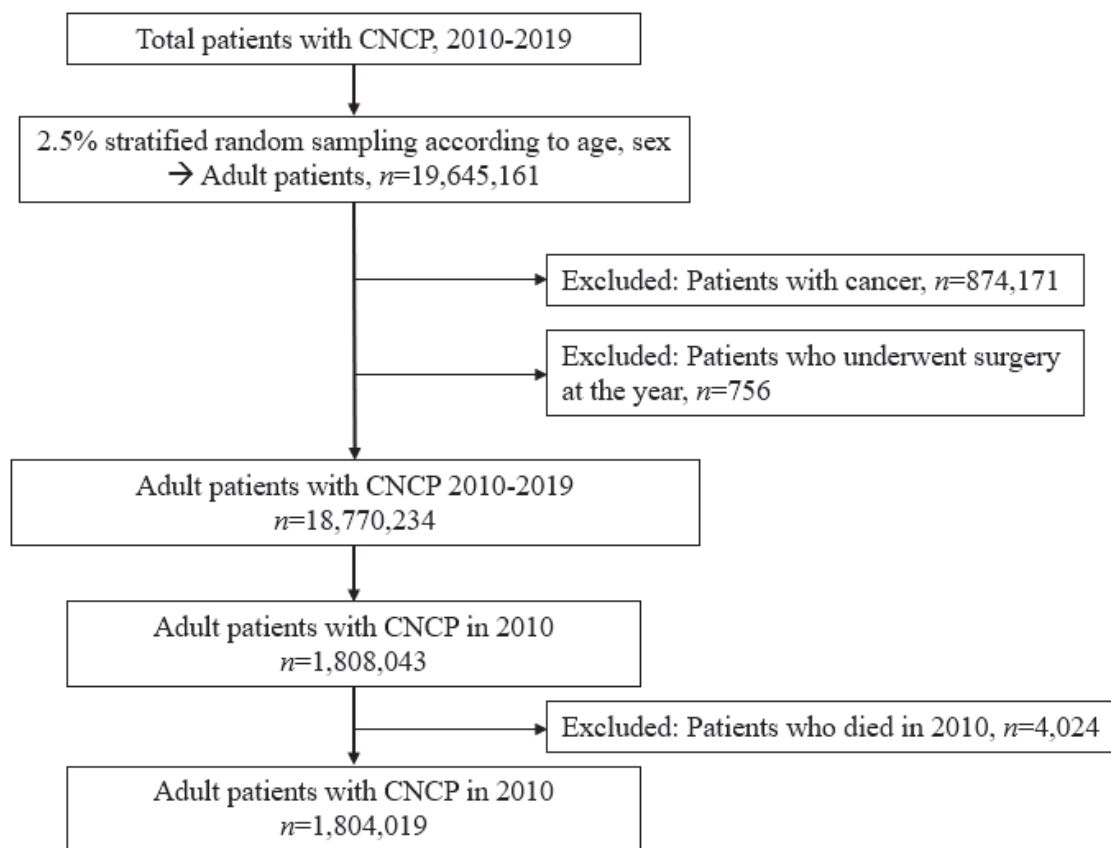 Total patients with CNCP, 2010-2019
2.5% stratified random sampling according to age, sex
→ Adult patients, n=19,645,161
Excluded: Patients with cancer, n=874,171
Excluded: Patients who underwent surgery
at the year, n=756
Adult patients with CNCP 2010-2019
n=18,770,234
Adult patients with CNCP in 2010
n=1,808,043
Excluded: Patients who died in 2010, n=4,024
Adult patients with CNCP in 2010
n=1,804,019